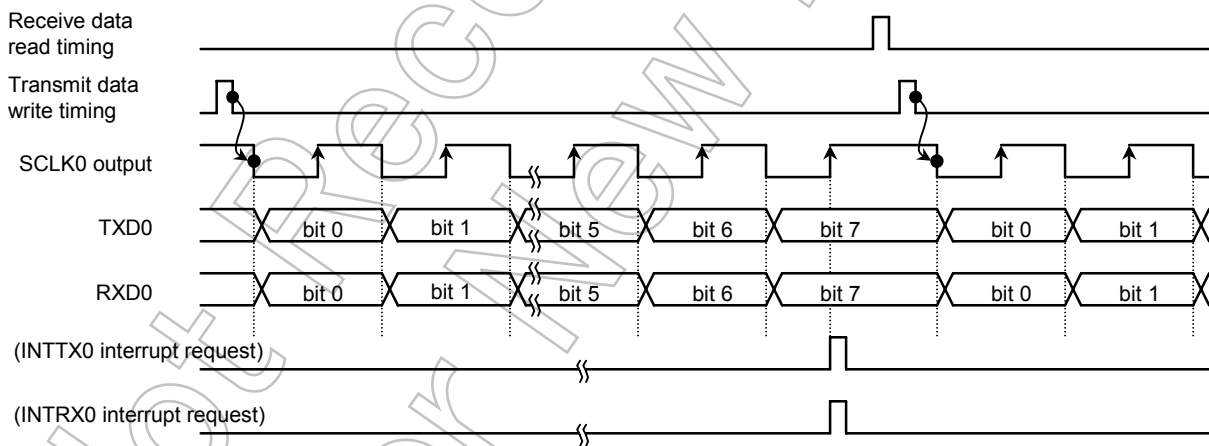 Receive data
read timing
Transmit data
write timing
SCLK0 output
TXD0 bit 0 bit 1 bit 5 bit 6 bit 7 bit 0 bit 1
RXD0 bit 0 bit 1 bit 5 bit 6 bit 7 bit 0 bit 1
(INTTX0 interrupt request)
(INTRX0 interrupt request)